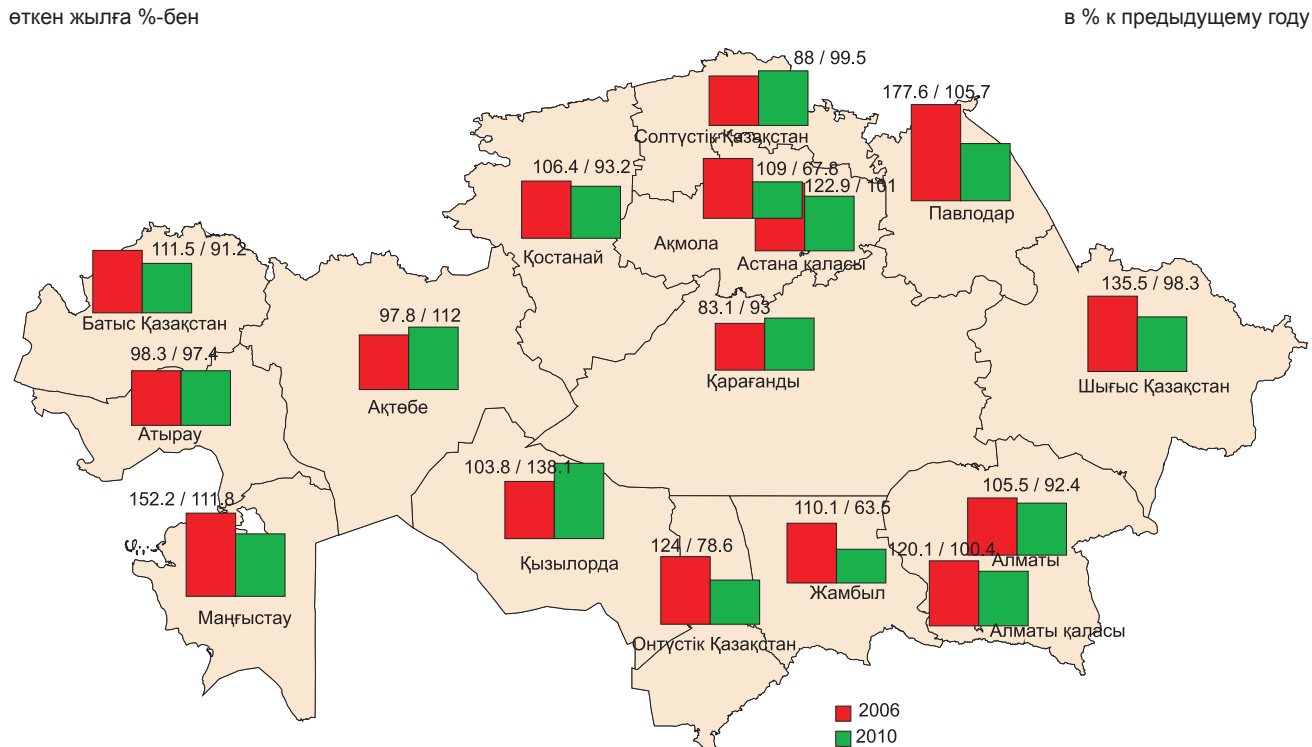 өткен жылға %-бен
в % к предыдущему году
88 / 99.5
Солтүстік Қазақстан
177.6 / 105.7
Павлодар
106.4 / 93.2
Қостанай
109 / 67.8
Ақмола
122.9 / 101
Астана қаласы
111.5 / 91.2
Батыс Қазақстан
97.8 / 112
Ақтөбе
83.1 / 93
Қарағанды
135.5 / 98.3
Шығыс Қазақстан
98.3 / 97.4
Атырау
103.8 / 138.1
Қызылорда
152.2 / 111.8
Маңғыстау
124 / 78.6
Онтүстік Қазақстан
110.1 / 63.5
Жамбыл
105.5 / 92.4
Алматы
120.1 / 100.4
Алматы қаласы
2006
2010